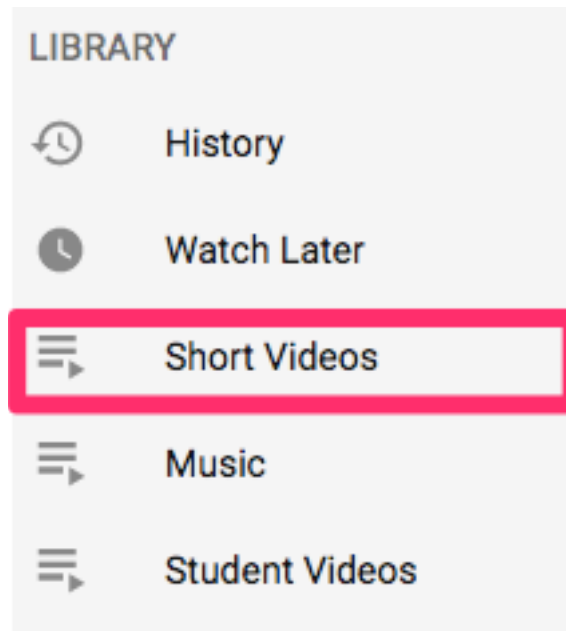 LIBRARY
History
Watch Later
Short Videos
Music
Student Videos